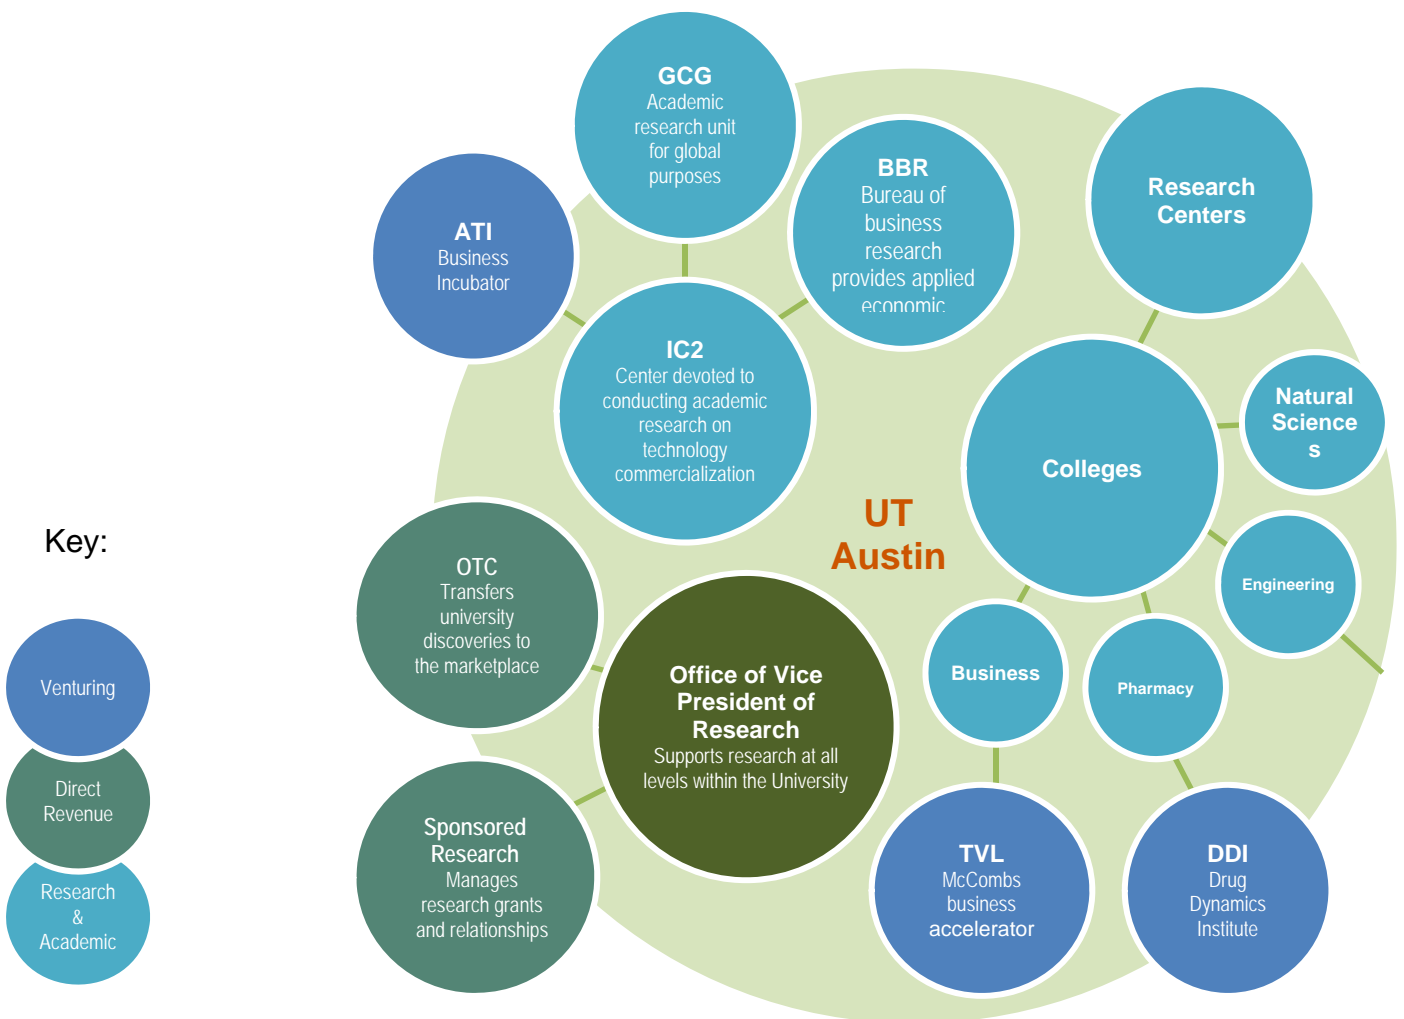 GCG
Academic
research unit
for global
purposes
BBR
Bureau of
business
research
provides applied
economic
Research
Centers
ATI
Business
Incubator
IC2
Center devoted to
conducting academic
research on
technology
commercialization
Natural
Science
s
Colleges
UT
Austin
Key:
OTC
Transfers
university
discoveries to
the marketplace
Engineering
Office of Vice
President of
Research
Supports research at all
levels within the University
Business
Pharmacy
Venturing
Direct
Revenue
Research
&
Academic
Sponsored
Research
Manages
research grants
and relationships
TVL
McCombs
business
accelerator
DDI
Drug
Dynamics
Institute